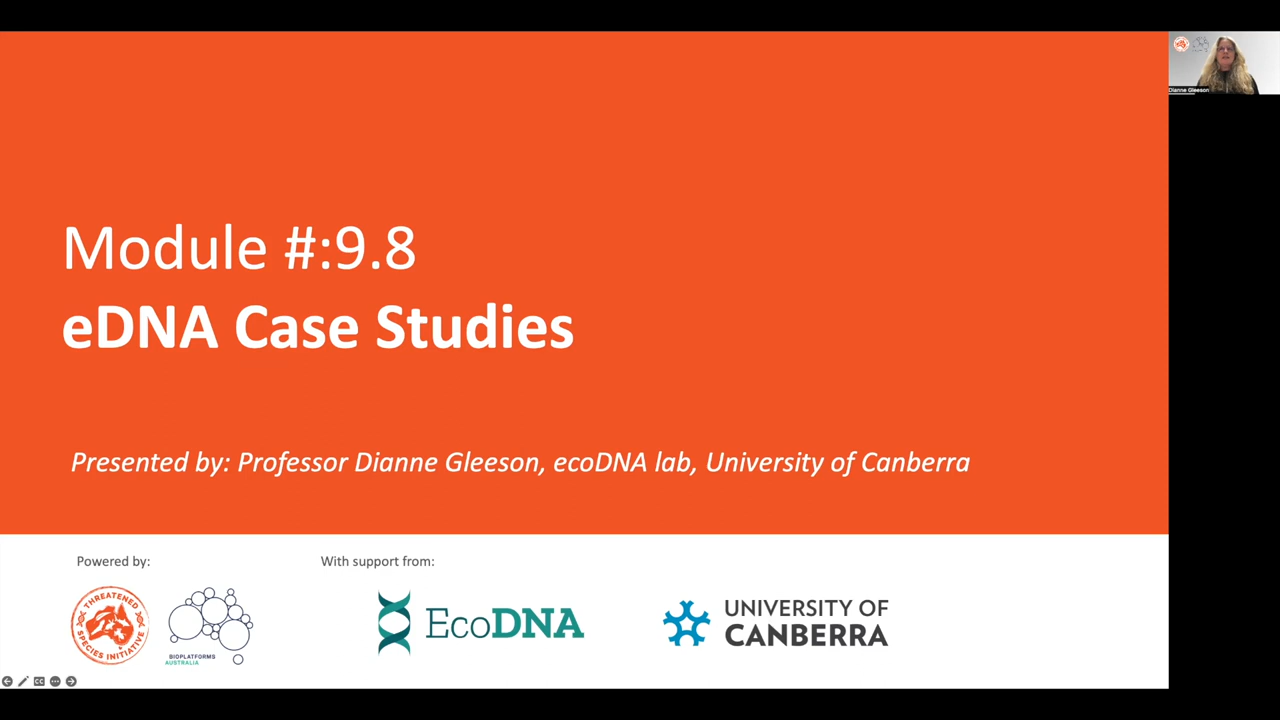 Module #:9.8
eDNA Case Studies
Presented by: Professor Dianne Gleeson, ecoDNA lab, University of Canberra
Powered by:
With support from:
THREATENED SPECIES INITIATIVE
BIOPLATFORMS
AUSTRALIA
EcoDNA
UNIVERSITY OF
CANBERRA
Dianne Gleeson
CC